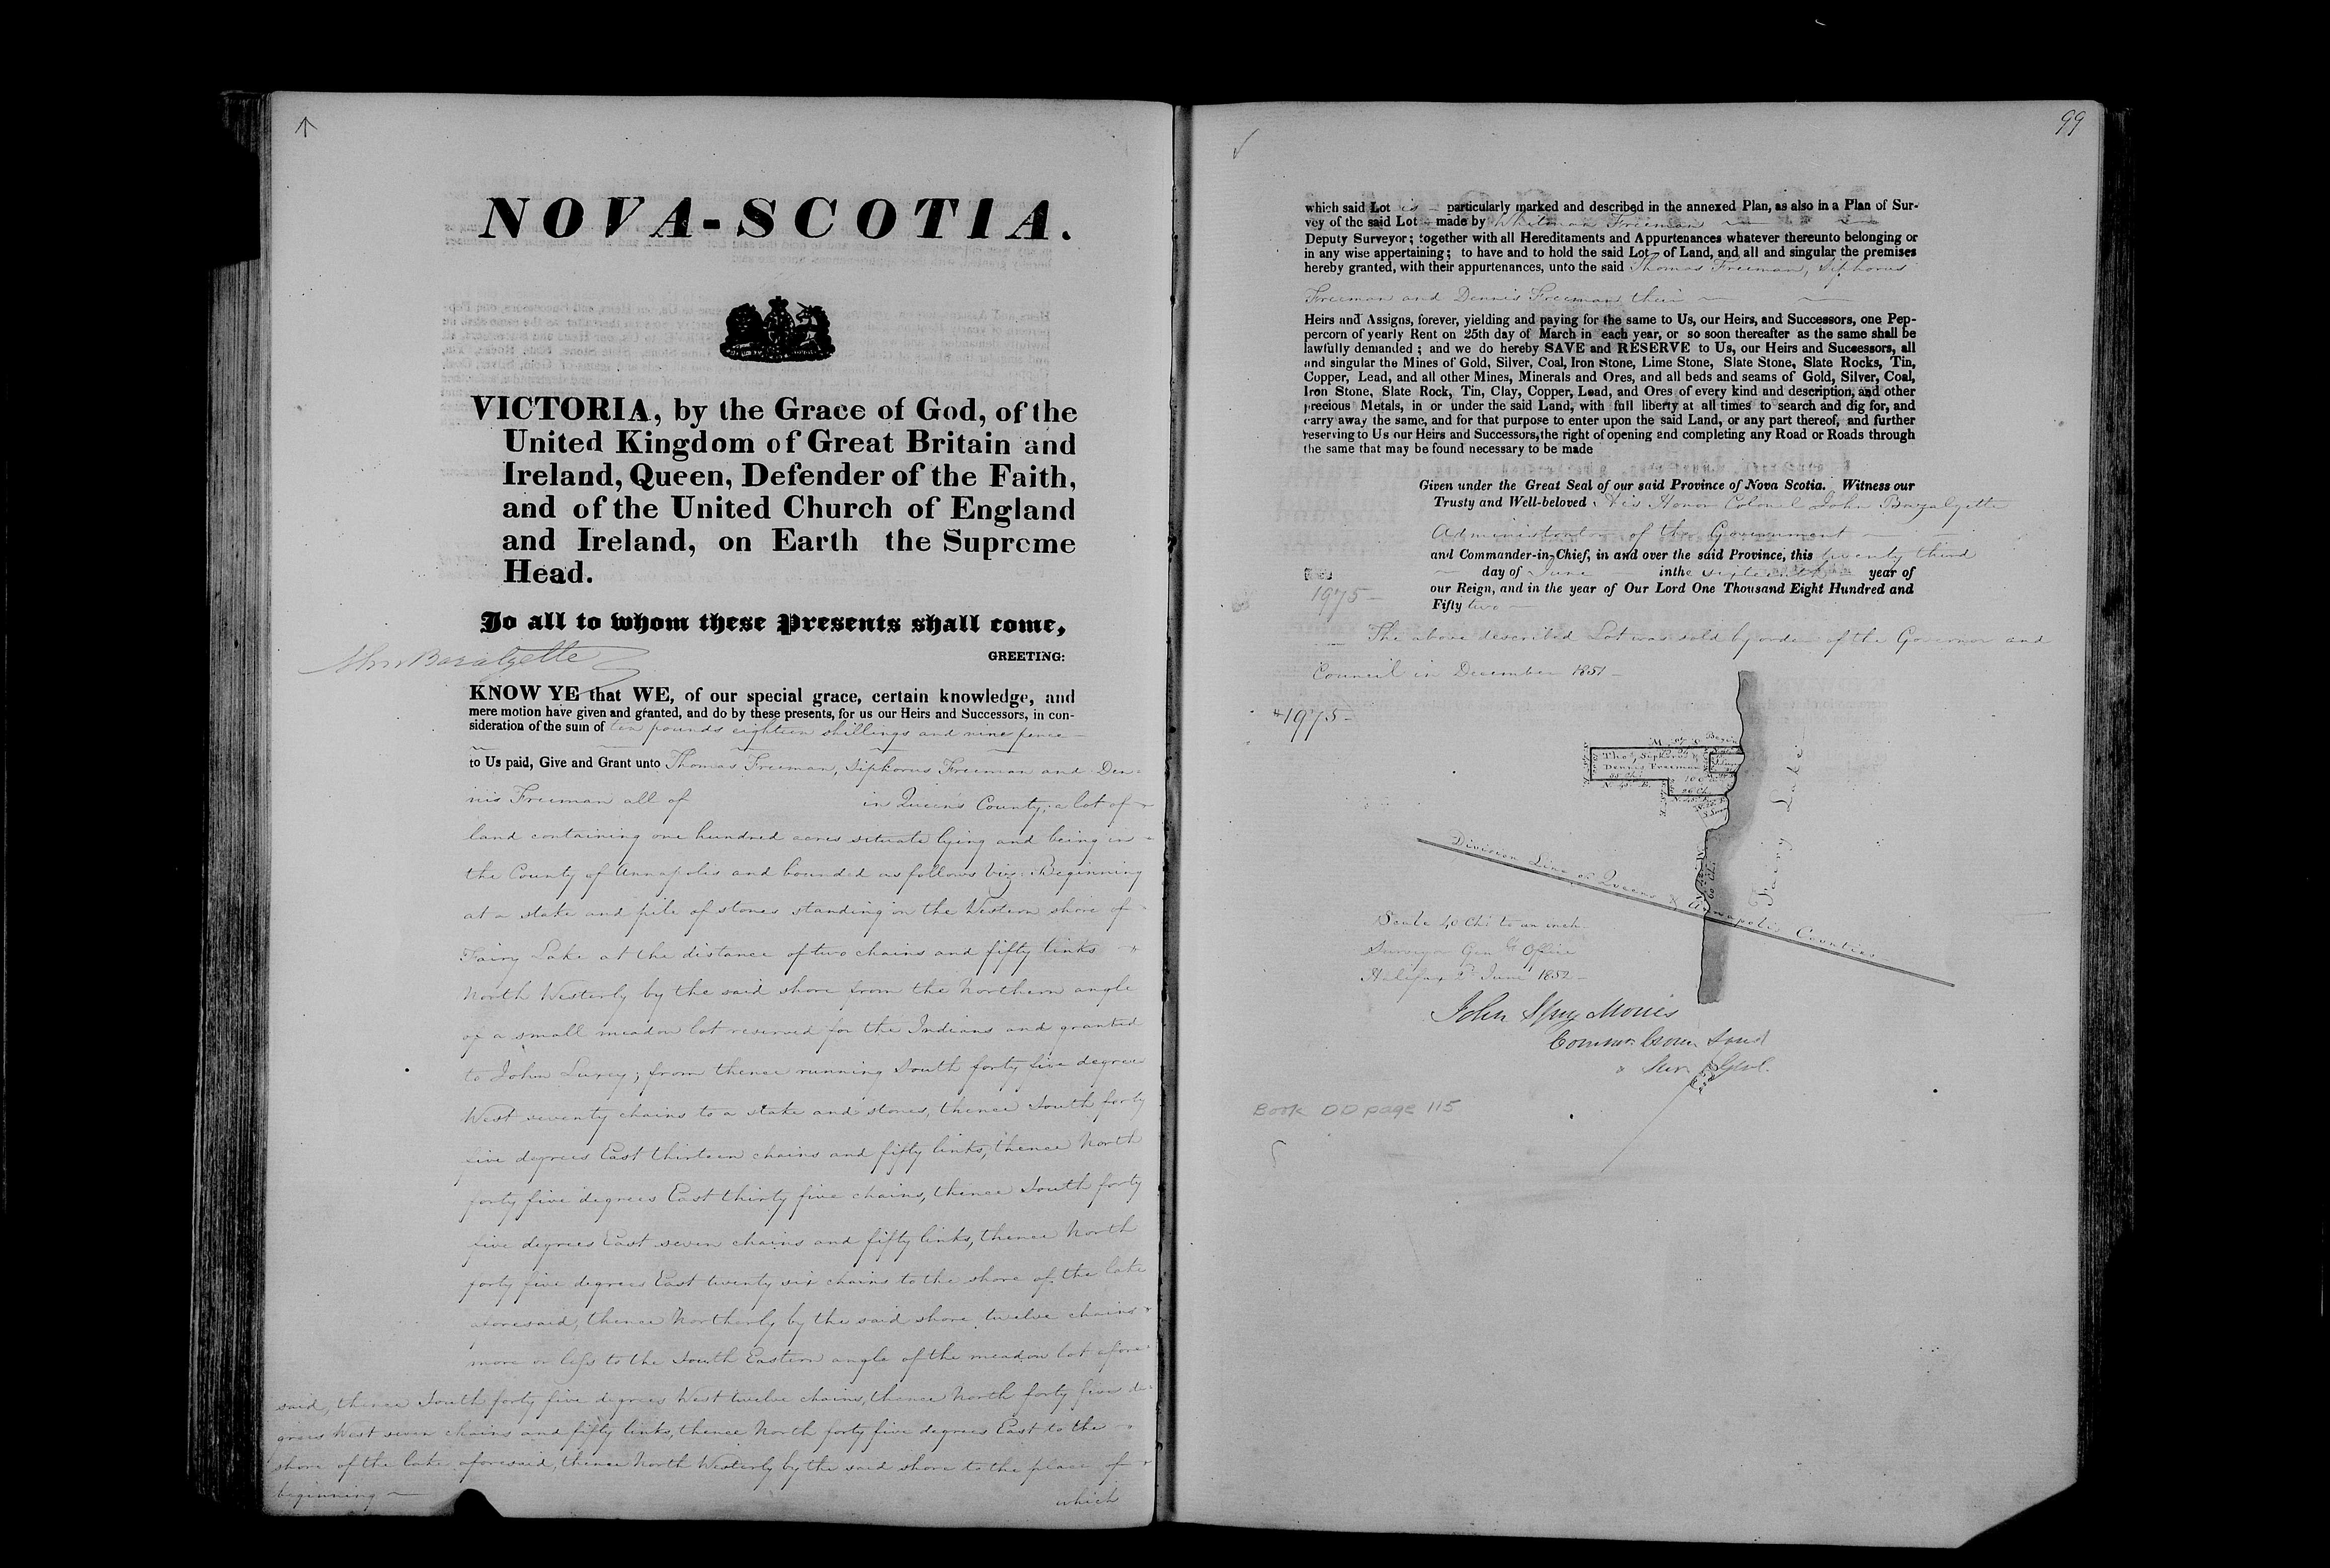 NOVA-SCOTIA.
VICTORIA, by the Grace of God, of the
United Kingdom of Great Britain and
Ireland, Queen, Defender of the Faith,
and of the United Church of England
and Ireland, on Earth the Supreme
Head.
To all to whom these Presents shall come,
John Bazalgette
GREETING:
KNOW YE that WE, of our special grace, certain knowledge, and
mere motion have given and granted, and do by these presents, for us our Heirs and Successors, in con-
sideration of the sum of ten pounds eighteen shillings and nine pence
to Us paid, Give and Grant unto Thomas Freeman, Siphorus Freeman and Den-
nis Freeman all of in Queens County, a lot of
land containing one hundred acres situate lying and being in
the County of Annapolis and bounded as follows viz. Beginning
at a stake and pile of stones standing on the Western shore of
Fairy Lake at the distance of two chains and fifty links
North Westerly by the said shore from the Northern angle
of a small meadow lot reserved for the Indians and granted
to John Luxey; from thence running South forty five degrees
West seventy chains to a stake and stones, thence South forty
five degrees East thirteen chains and fifty links, thence North
forty five degrees East thirty five chains, thence South forty
five degrees East seven chains and fifty links, thence North
forty five degrees East twenty six chains to the shore of the lake
aforesaid, thence Northerly by the said shore twelve chains
more or less to the South Eastern angle of the meadow lot afore-
said, thence South forty five degrees West twelve chains, thence North forty five de-
grees West seven chains and fifty links, thence North forty five degrees East to the
shore of the lake aforesaid, thence North Westerly by the said shore to the place of
beginning
which
99
which said Lot is particularly marked and described in the annexed Plan, as also in a Plan of Sur-
vey of the said Lot made by Whitman Freeman
Deputy Surveyor; together with all Hereditaments and Appurtenances whatever thereunto belonging or
in any wise appertaining; to have and to hold the said Lot of Land, and all and singular the premises
hereby granted, with their appurtenances, unto the said Thomas Freeman, Siphorus
Freeman and Dennis Freeman their
Heirs and Assigns, forever, yielding and paying for the same to Us, our Heirs, and Successors, one Pep-
percorn of yearly Rent on 25th day of March in each year, or so soon thereafter as the same shall be
lawfully demanded; and we do hereby SAVE and RESERVE to Us, our Heirs and Successors, all
and singular the Mines of Gold, Silver, Coal, Iron Stone, Lime Stone, Slate Stone, Slate Rocks, Tin,
Copper, Lead, and all other Mines, Minerals and Ores, and all beds and seams of Gold, Silver, Coal,
Iron Stone, Slate Rock, Tin, Clay, Copper, Lead, and Ores of every kind and description, and other
precious Metals, in or under the said Land, with full liberty at all times to search and dig for, and
carry away the same, and for that purpose to enter upon the said Land, or any part thereof, and further
reserving to Us our Heirs and Successors, the right of opening and completing any Road or Roads through
the same that may be found necessary to be made
Given under the Great Seal of our said Province of Nova Scotia. Witness our
Trusty and Well-beloved His Honor Colonel John Bazalgette
Administrator of the Government
and Commander-in-Chief, in and over the said Province, this twenty third
day of June in the year of
1975
our Reign, and in the year of Our Lord One Thousand Eight Hundred and
Fifty two
The above described Lot was sold by order of the Governor and
Council in December 1851
1975
Thos, Siphorus &
Dennis Freeman
Fairy Lake
Division Line of Queens & Annapolis Counties
Scale 40 Chs to an inch
Surveyor Genls Office
Halifax 2d June 1852
John Spry Morris
Commr. Crown Land
Sur. Genl.
Book DD page 115